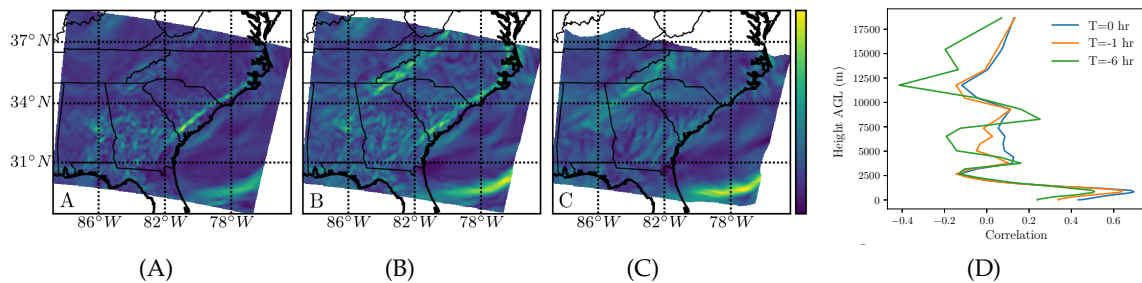 37°N
34°N
31°N
A
86°W
82°W
78°W
B
86°W
82°W
78°W
C
86°W
82°W
78°W
Height AGL (m)
17500
15000
12500
10000
7500
5000
2500
0
−0.4
−0.2
0.0
0.2
0.4
0.6
Correlation
T=0 hr
T=-1 hr
T=-6 hr
(A)
(B)
(C)
(D)